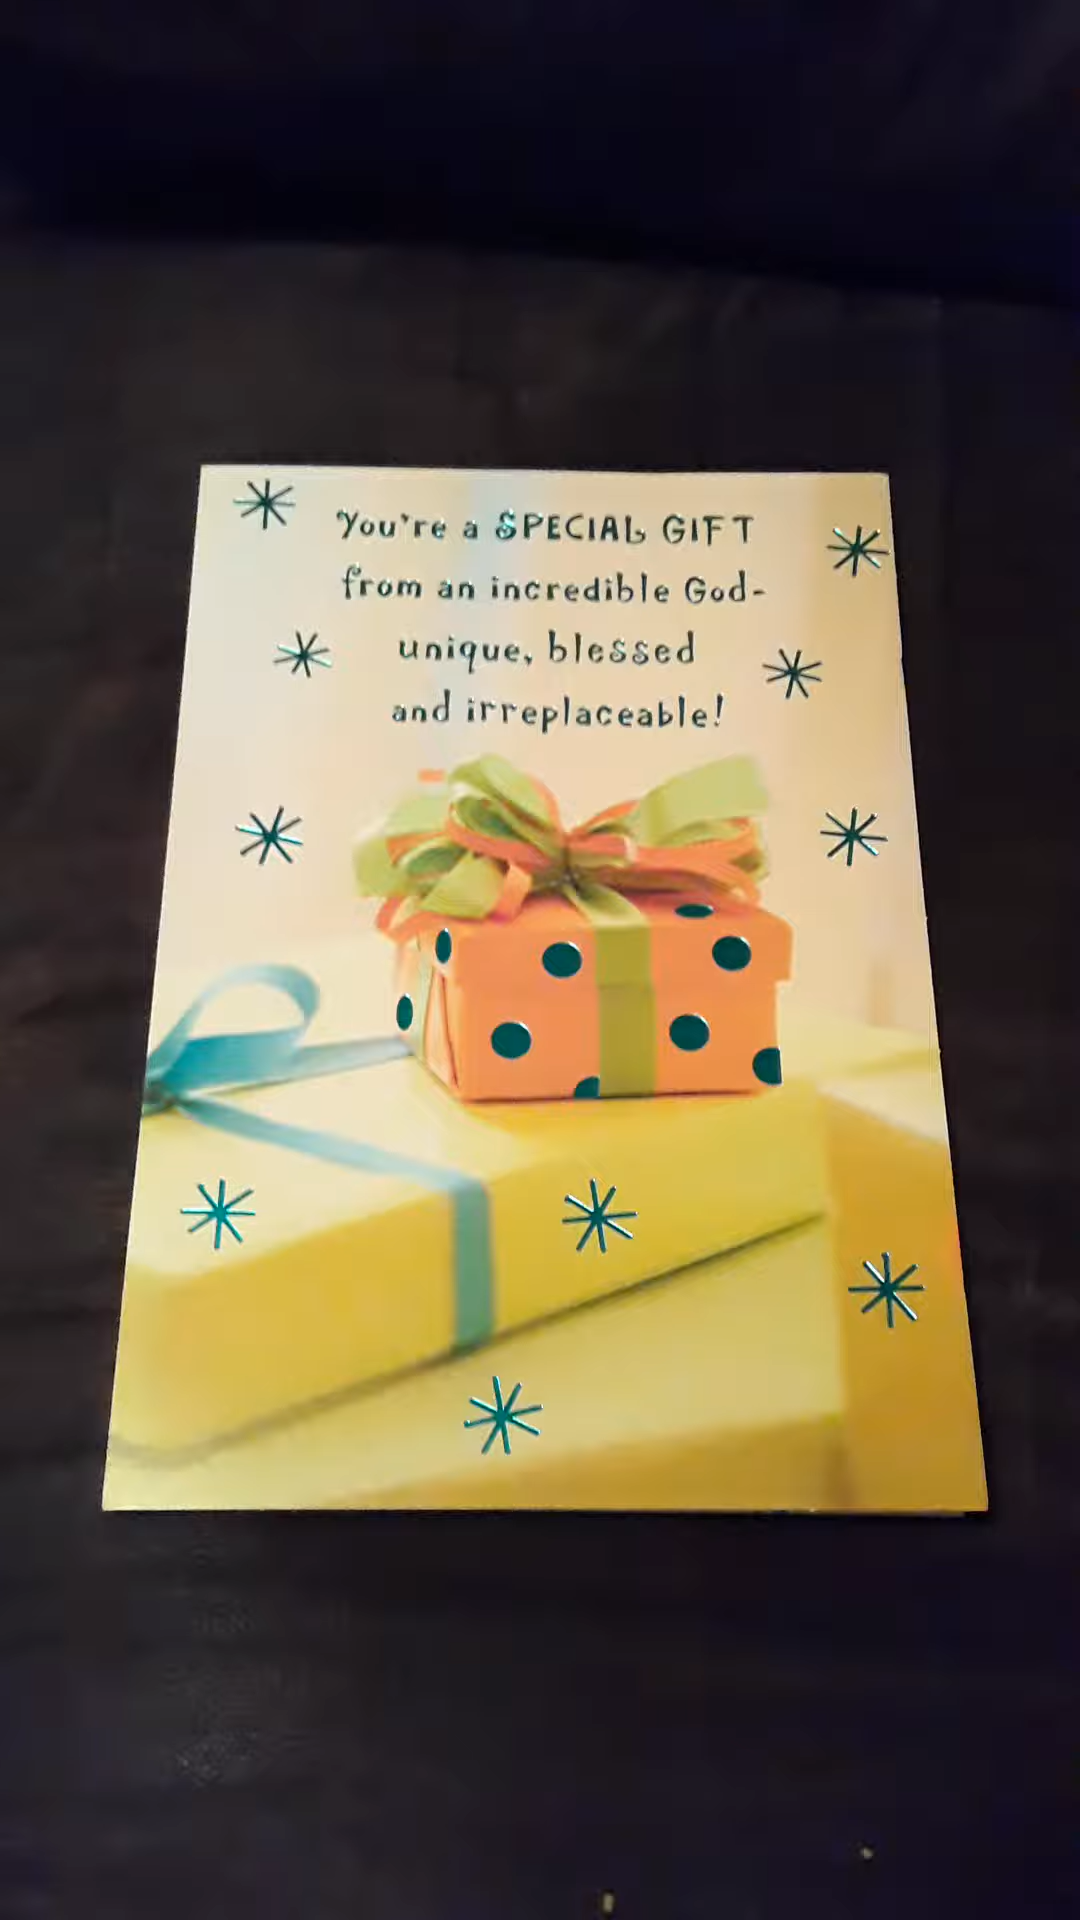 You're a SPECIAL GIFT
from an incredible God-
unique, blessed
and irreplaceable!